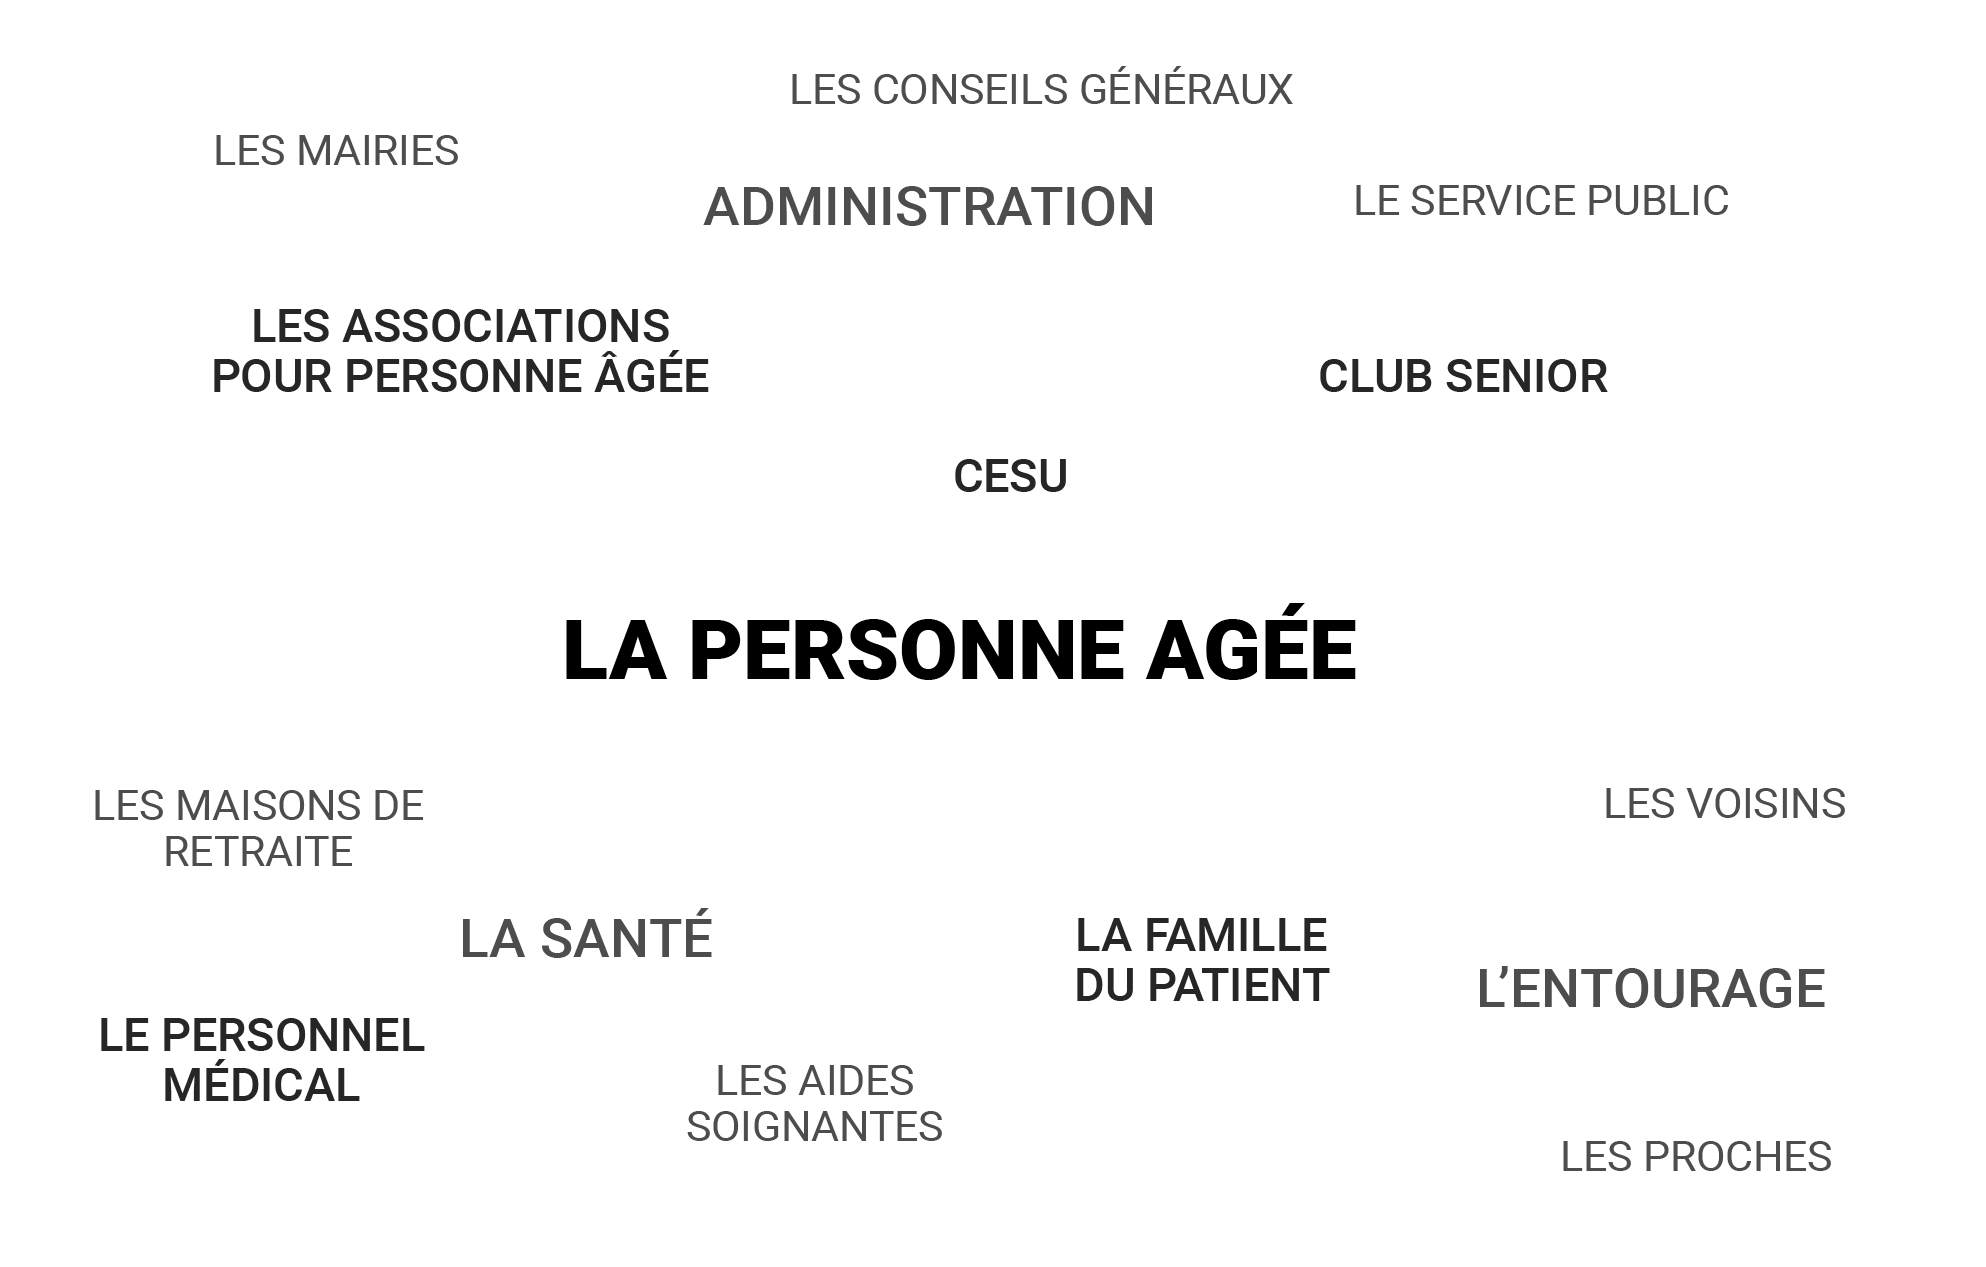 LES CONSEILS GÉNÉRAUX
LES MAIRIES
ADMINISTRATION
LE SERVICE PUBLIC
LES ASSOCIATIONS
POUR PERSONNE ÂGÉE
CLUB SENIOR
CESU
LA PERSONNE AGÉE
LES MAISONS DE
RETRAITE
LES VOISINS
LA SANTÉ
LA FAMILLE
DU PATIENT
L’ENTOURAGE
LE PERSONNEL
MÉDICAL
LES AIDES
SOIGNANTES
LES PROCHES